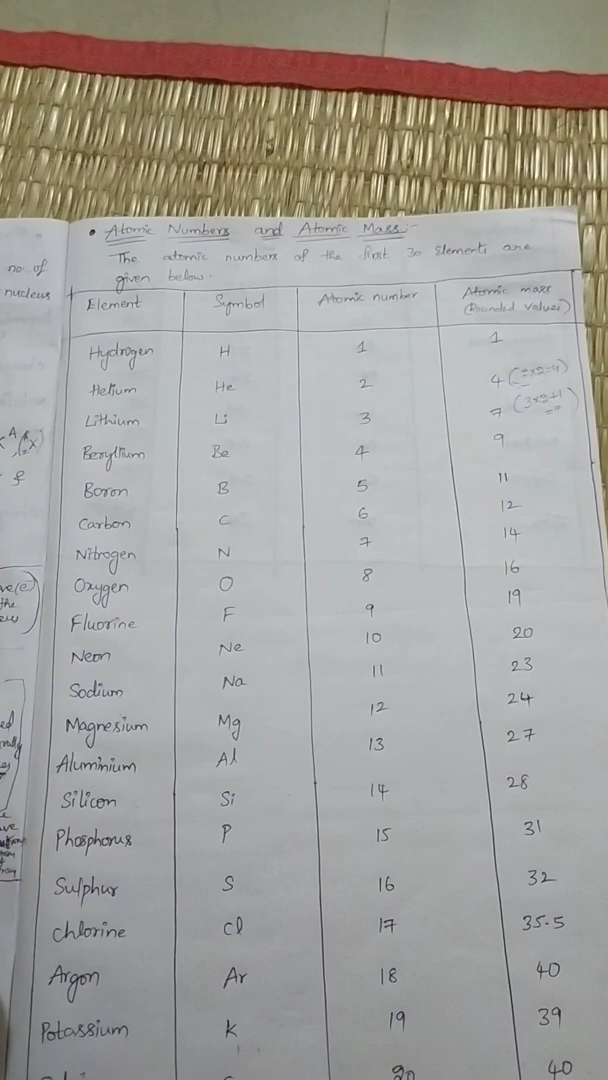 • Atomic Numbers and Atomic Mass:-
The atomic numbers of the first 30 Elements are
given below.
no. of
nucleus
Element Symbol Atomic number Atomic mass
(Rounded values)
Hydrogen H 1 1
Helium He 2 4 (2x2=4)
Lithium Li 3 7 (3x2+1
Beryllium Be 4 9
Boron B 5 11
Carbon C 6 12
Nitrogen N 7 14
Oxygen O 8 16
Fluorine F 9 19
Neon Ne 10 20
Sodium Na 11 23
Magnesium Mg 12 24
Aluminium Al 13 27
Silicon Si 14 28
Phosphorus P 15 31
Sulphur S 16 32
chlorine Cl 17 35.5
Argon Ar 18 40
Potassium K 19 39
20 40